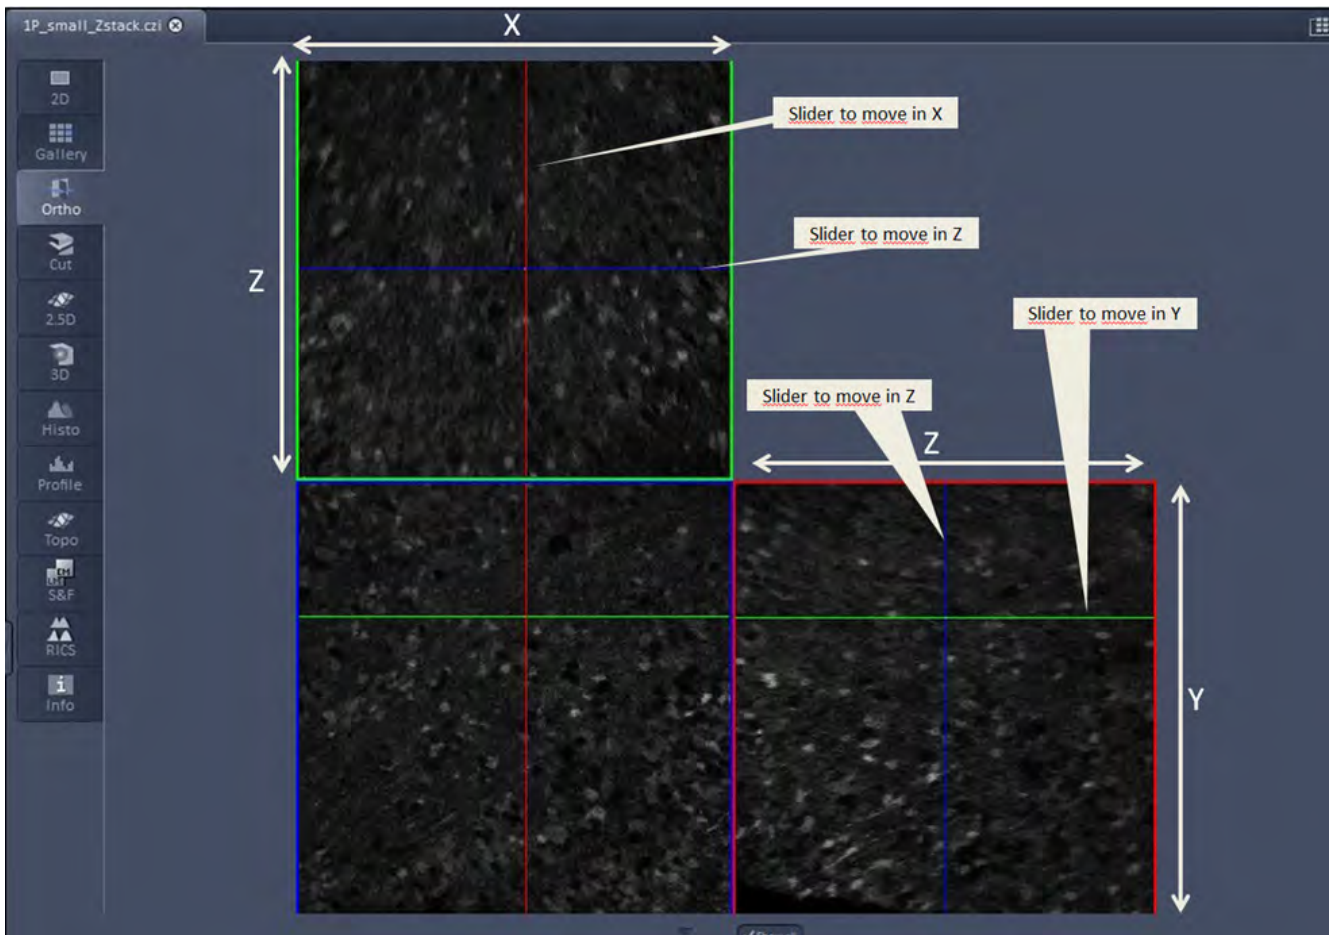 1P_small_Zstack.czi
X
2D
Gallery
Ortho
Cut
2.5D
3D
Histo
Profile
Topo
S&F
RICS
Info
Z
Slider to move in X
Slider to move in Z
Slider to move in Y
Slider to move in Z
Z
Y